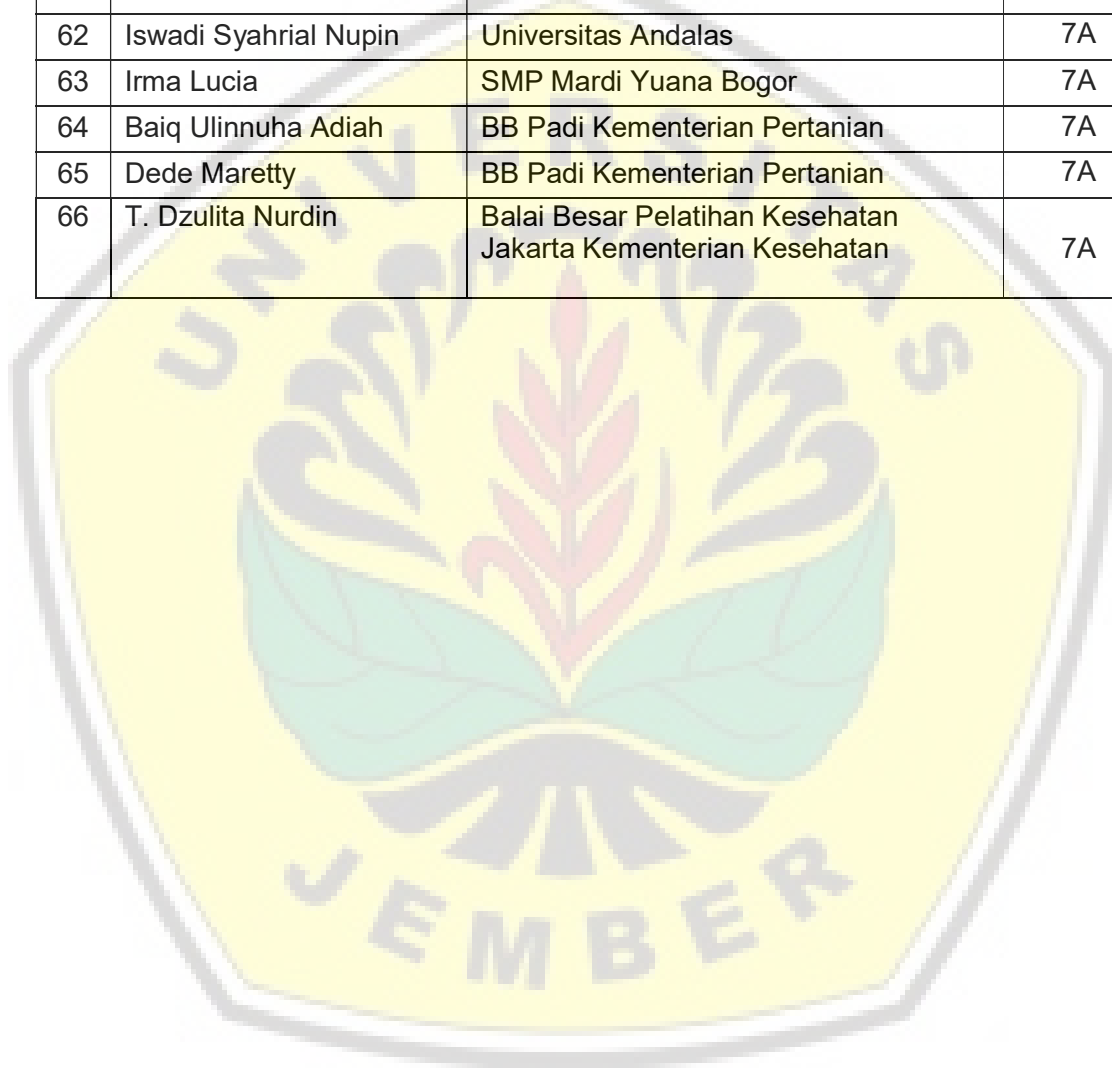 62 Iswadi Syahrial Nupin Universitas Andalas 7A
63 Irma Lucia SMP Mardi Yuana Bogor 7A
64 Baiq Ulinnuha Adiah BB Padi Kementerian Pertanian 7A
65 Dede Maretty BB Padi Kementerian Pertanian 7A
66 T. Dzulita Nurdin Balai Besar Pelatihan Kesehatan
Jakarta Kementerian Kesehatan 7A
UNIVERSITAS
JEMBER